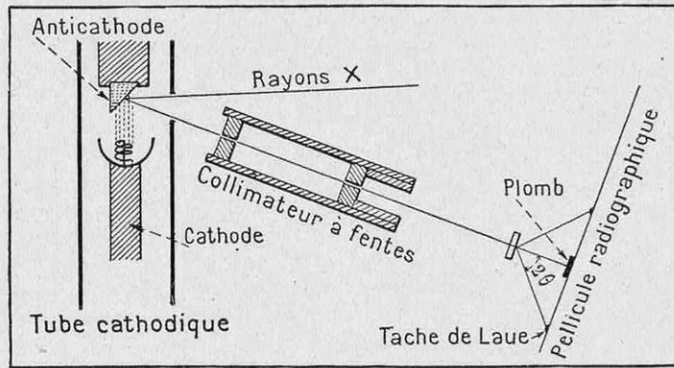 Anticathode
Rayons X
Collimateur à fentes
Cathode
Tube cathodique
Plomb
2θ
Tache de Laue
Pellicule radiographique